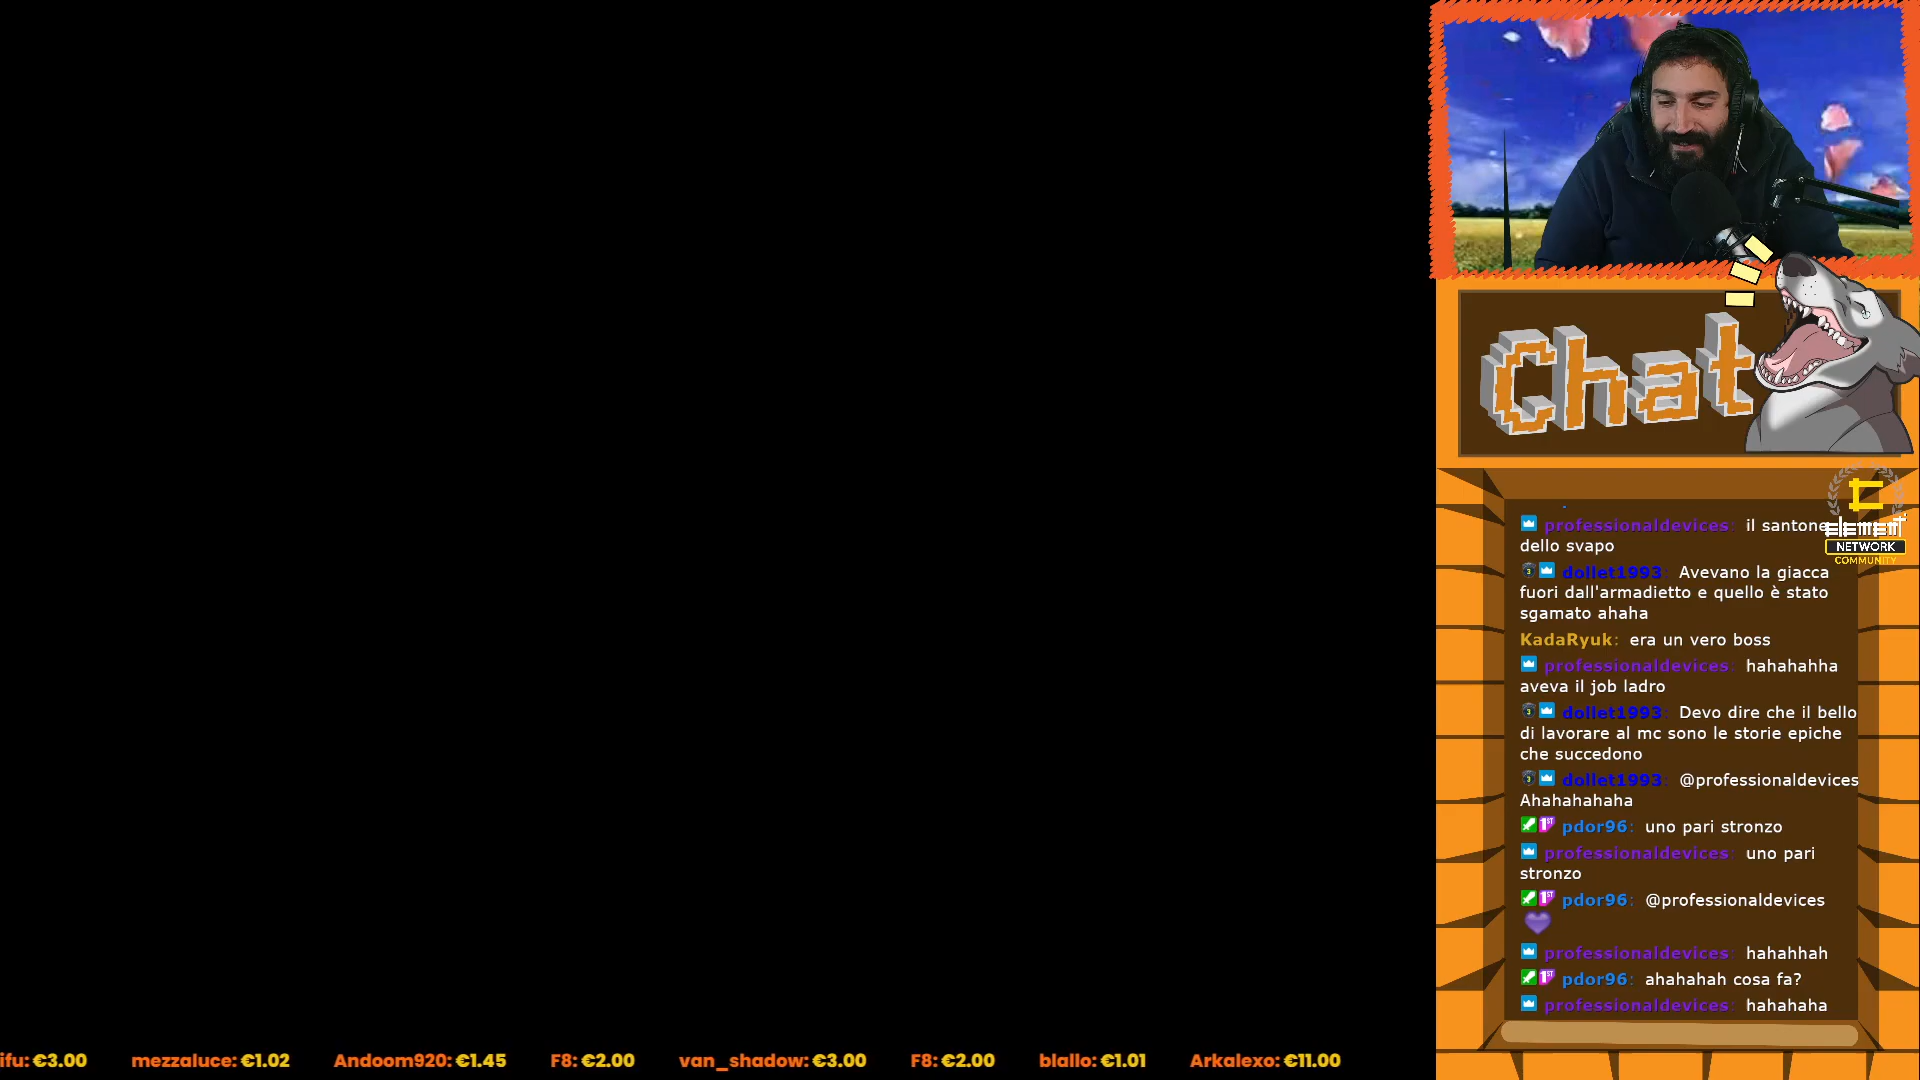 Chat
professionaldevices: il santone
dello svapo
element
NETWORK
COMMUNITY
dollet1993: Avevano la giacca
fuori dall'armadietto e quello è stato
sgamato ahaha
KadaRyuk: era un vero boss
professionaldevices: hahahahha
aveva il job ladro
dollet1993: Devo dire che il bello
di lavorare al mc sono le storie epiche
che succedono
dollet1993: @professionaldevices
Ahahahahaha
pdor96: uno pari stronzo
professionaldevices: uno pari
stronzo
pdor96: @professionaldevices
professionaldevices: hahahhah
pdor96: ahahahah cosa fa?
professionaldevices: hahahaha
ifu: €3.00 mezzaluce: €1.02 Andoom920: €1.45 F8: €2.00 van_shadow: €3.00 F8: €2.00 blallo: €1.01 Arkalexo: €11.00